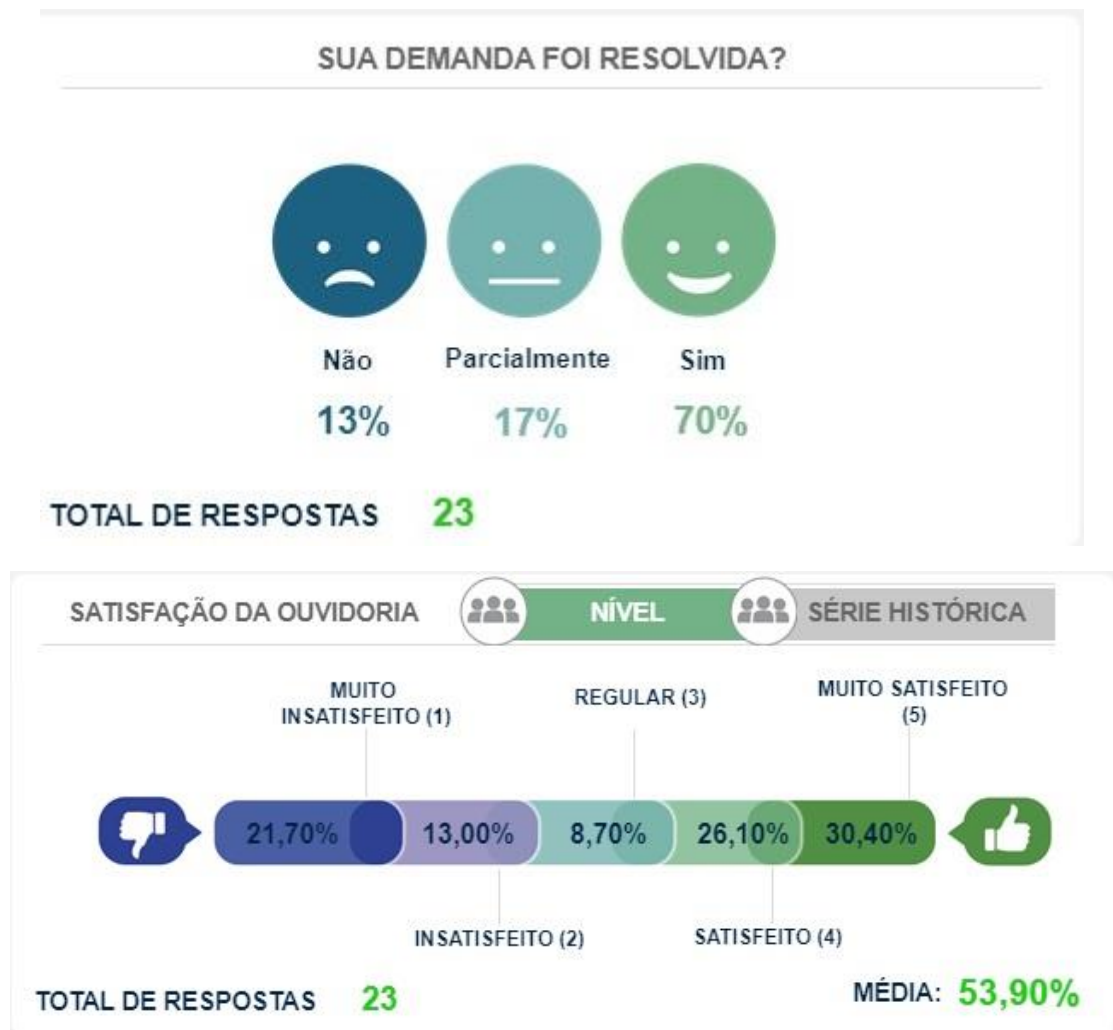 SUA DEMANDA FOI RESOLVIDA?
Não
Parcialmente
Sim
13%
17%
70%
TOTAL DE RESPOSTAS 23
SATISFAÇÃO DA OUVIDORIA
NÍVEL
SÉRIE HISTÓRICA
MUITO
INSATISFEITO (1)
REGULAR (3)
MUITO SATISFEITO
(5)
21,70%
13,00%
8,70%
26,10%
30,40%
INSATISFEITO (2)
SATISFEITO (4)
TOTAL DE RESPOSTAS 23
MÉDIA: 53,90%